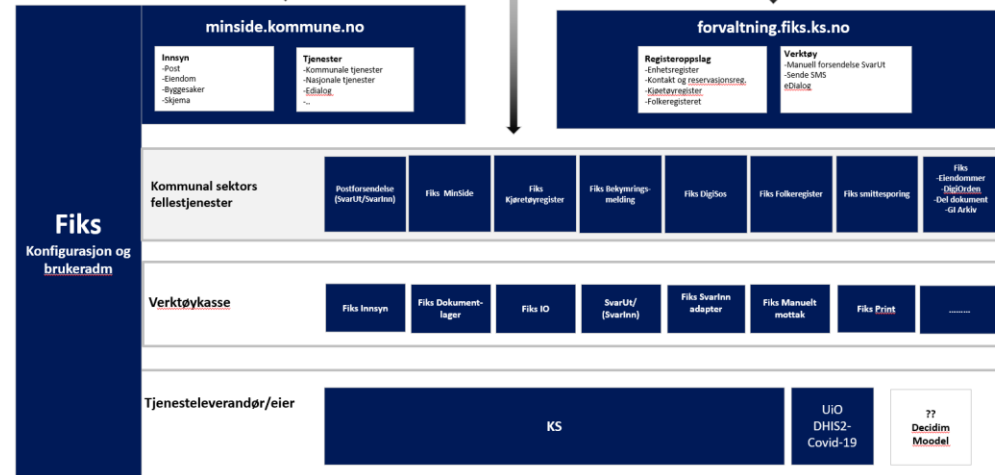 minside.kommune.no
Innsyn
-Post
-Eiendom
-Byggesaker
-Skjema
Tjenester
-Kommunale tjenester
-Nasjonale tjenester
-Edialog
-..
forvaltning.fiks.ks.no
Registeroppslag
-Enhetsregister
-Kontakt og reservasjonsreg.
-Kjøetøyregister
-Folkeregisteret
Verktøy
-Manuell forsendelse SvarUt
-Sende SMS
eDialog
Fiks
Konfigurasjon og
brukeradm
Kommunal sektors
fellestjenester
Postforsendelse
(SvarUt/SvarInn)
Fiks MinSide
Fiks
Kjøretøyregister
Fiks Bekymrings-
melding
Fiks DigiSos
Fiks Folkeregister
Fiks smittesporing
Fiks
-Eiendommer
-DigiOrden
-Del dokument
-GI Arkiv
Verktøykasse
Fiks Innsyn
Fiks Dokument-
lager
Fiks IO
SvarUt/
(SvarInn)
Fiks SvarInn
adapter
Fiks Manuelt
mottak
Fiks Print
.........
Tjenesteleverandør/eier
KS
UiO
DHIS2-
Covid-19
??
Decidim
Moodel